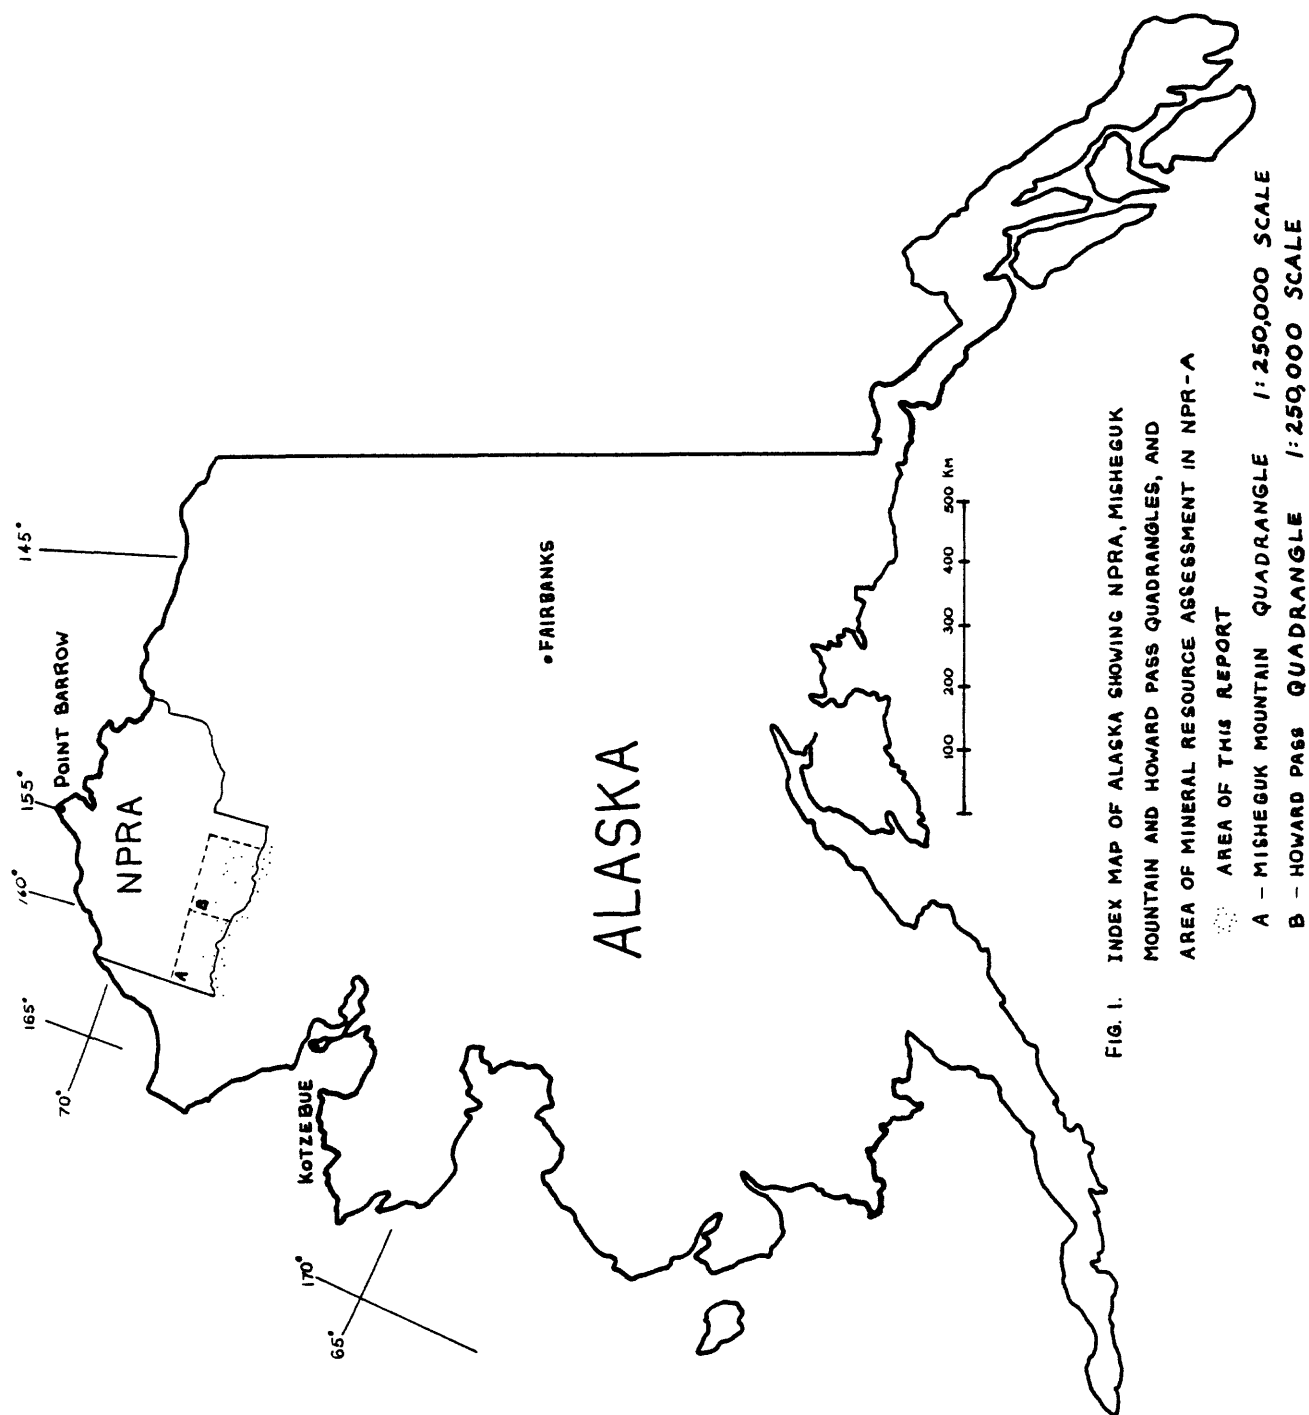 170°
165°
160°
155°
145°
70°
65°
POINT BARROW
NPRA
A
B
KOTZEBUE
FAIRBANKS
ALASKA
100 200 300 400 500 KM
FIG. 1. INDEX MAP OF ALASKA SHOWING NPRA, MISHEGUK
MOUNTAIN AND HOWARD PASS QUADRANGLES, AND
AREA OF MINERAL RESOURCE ASSESSMENT IN NPR-A
AREA OF THIS REPORT
A - MISHEGUK MOUNTAIN QUADRANGLE 1:250,000 SCALE
B - HOWARD PASS QUADRANGLE 1:250,000 SCALE